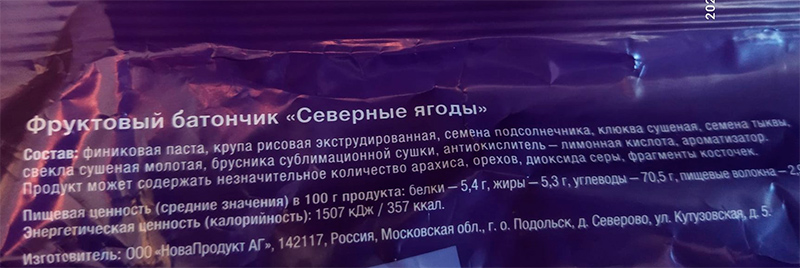 202
Фруктовый батончик «Северные ягоды»
Состав: финиковая паста, крупа рисовая экструдированная, семена подсолнечника, клюква сушеная, семена тыквы,
свекла сушеная молотая, брусника сублимационной сушки, антиокислитель – лимонная кислота, ароматизатор.
Продукт может содержать незначительное количество арахиса, орехов, диоксида серы, фрагменты косточек.
Пищевая ценность (средние значения) в 100 г продукта: белки – 5,4 г, жиры – 5,3 г, углеводы – 70,5 г, пищевые волокна – 2,
Энергетическая ценность (калорийность): 1507 кДж / 357 ккал.
Изготовитель: ООО «НоваПродукт АГ», 142117, Россия, Московская обл., г. о. Подольск, д. Северово, ул. Кутузовская, д. 5.